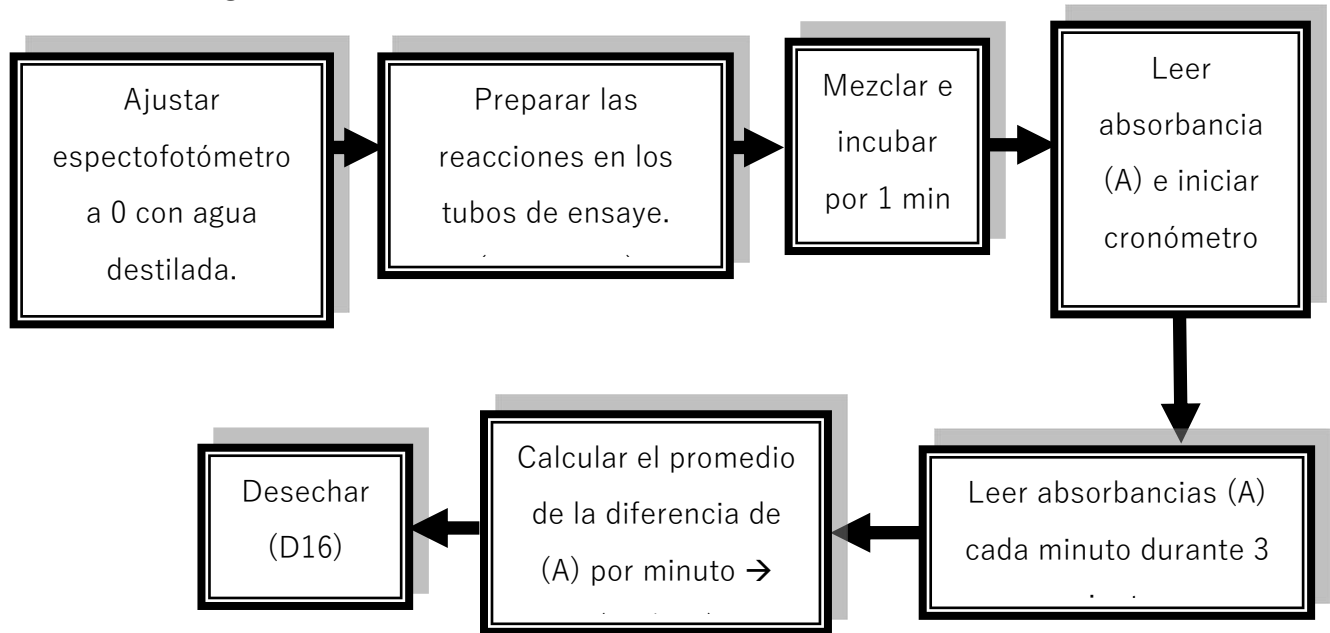 Ajustar
espectofotómetro
a 0 con agua
destilada.
Preparar las
reacciones en los
tubos de ensaye.
Mezclar e
incubar
por 1 min
Leer
absorbancia
(A) e iniciar
cronómetro
Leer absorbancias (A)
cada minuto durante 3
Calcular el promedio
de la diferencia de
(A) por minuto →
Desechar
(D16)